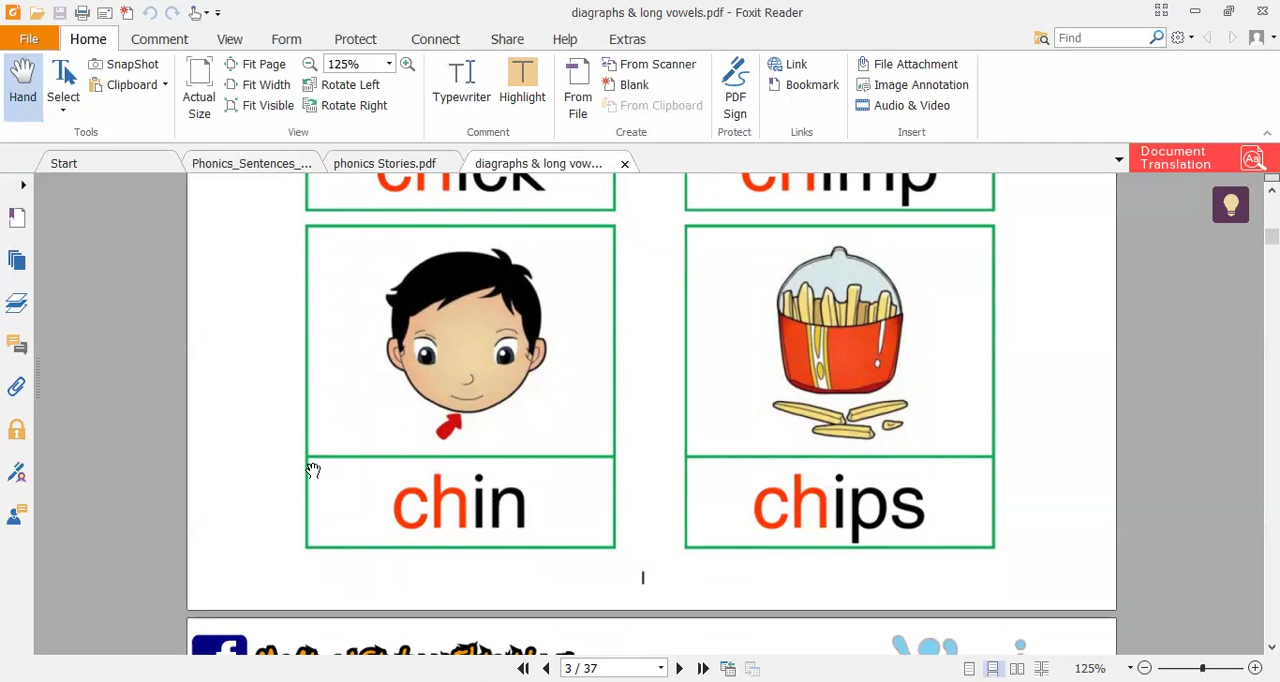 diagraphs & long vowels.pdf - Foxit Reader
File Home Comment View Form Protect Connect Share Help Extras Find
Hand
Select
SnapShot
Clipboard
Actual Size
Fit Page
Fit Width
Fit Visible
125%
Rotate Left
Rotate Right
Typewriter
Highlight
From File
From Scanner
Blank
From Clipboard
PDF Sign
Link
Bookmark
File Attachment
Image Annotation
Audio & Video
Tools View Comment Create Protect Links Insert
Start Phonics_Sentences_... phonics Stories.pdf diagraphs & long vow...
Document
Translation
chick chimp
chin chips
3 / 37 125%